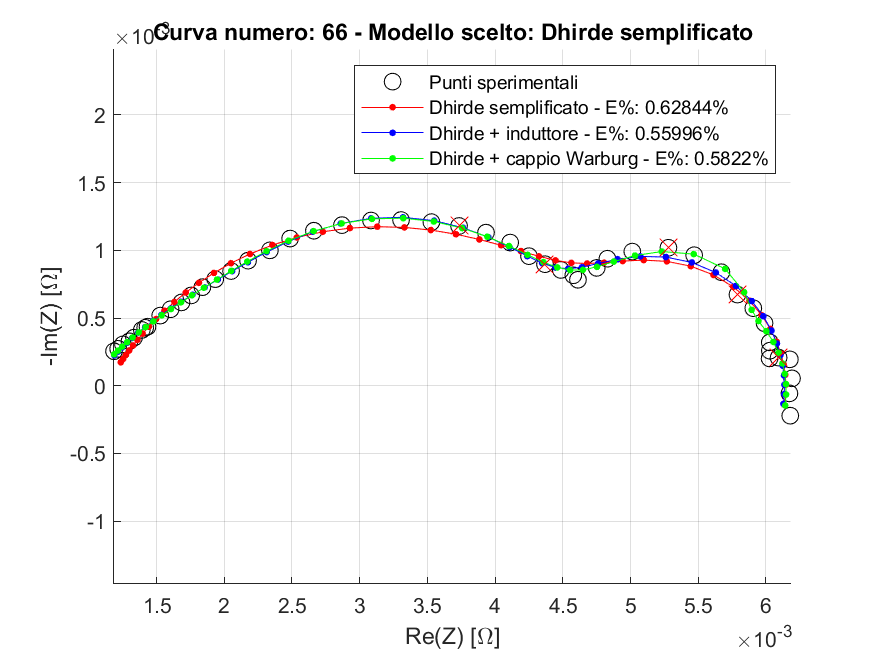 ×10⁻³
Curva numero: 66 - Modello scelto: Dhirde semplificato
Punti sperimentali
Dhirde semplificato - E%: 0.62844%
Dhirde + induttore - E%: 0.55996%
Dhirde + cappio Warburg - E%: 0.5822%
2
1.5
1
0.5
0
-0.5
-1
-Im(Z) [Ω]
1.5 2 2.5 3 3.5 4 4.5 5 5.5 6
Re(Z) [Ω]
×10⁻³